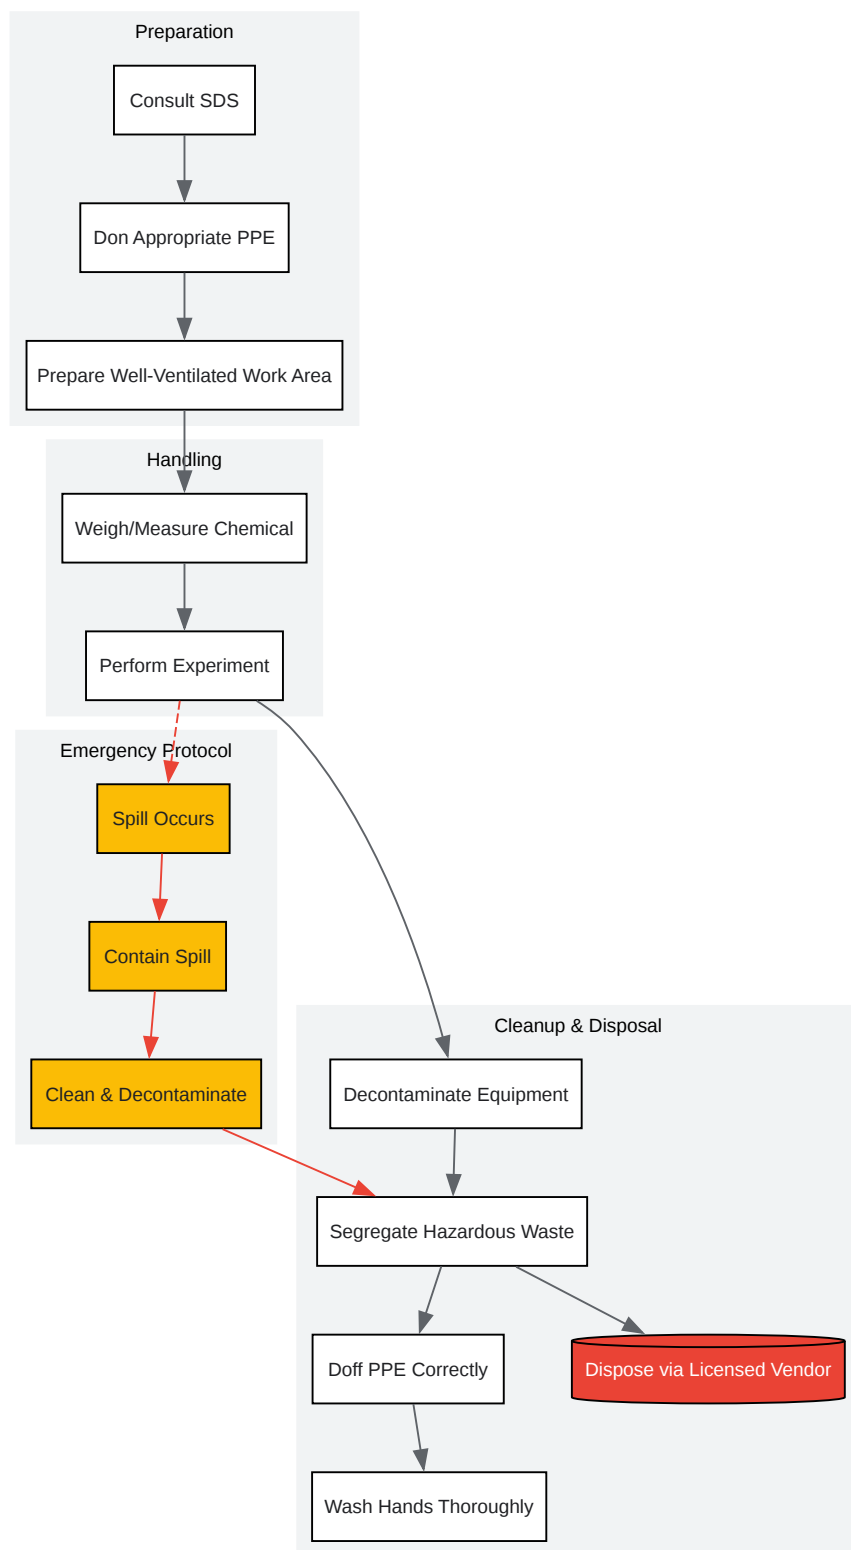 Preparation
Consult SDS
Don Appropriate PPE
Prepare Well-Ventilated Work Area
Handling
Weigh/Measure Chemical
Perform Experiment
Emergency Protocol
Spill Occurs
Contain Spill
Clean & Decontaminate
Cleanup & Disposal
Decontaminate Equipment
Segregate Hazardous Waste
Doff PPE Correctly
Dispose via Licensed Vendor
Wash Hands Thoroughly